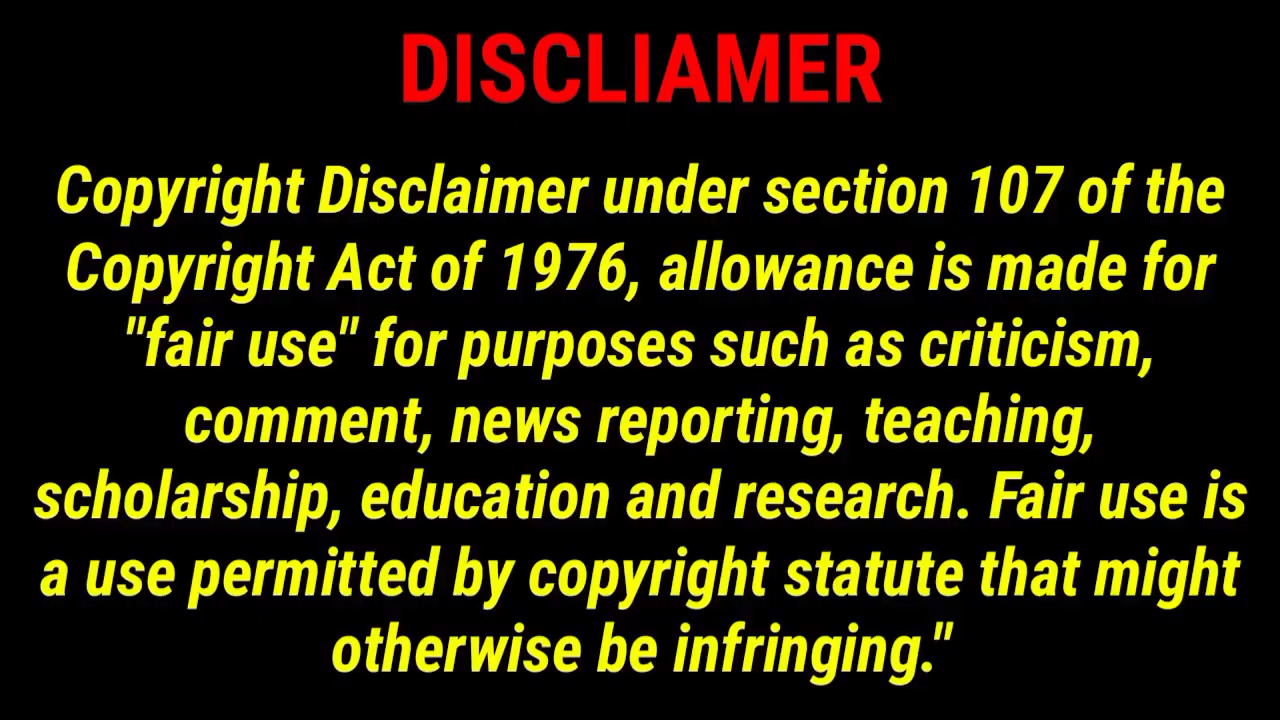 DISCLIAMER
Copyright Disclaimer under section 107 of the
Copyright Act of 1976, allowance is made for
"fair use" for purposes such as criticism,
comment, news reporting, teaching,
scholarship, education and research. Fair use is
a use permitted by copyright statute that might
otherwise be infringing."